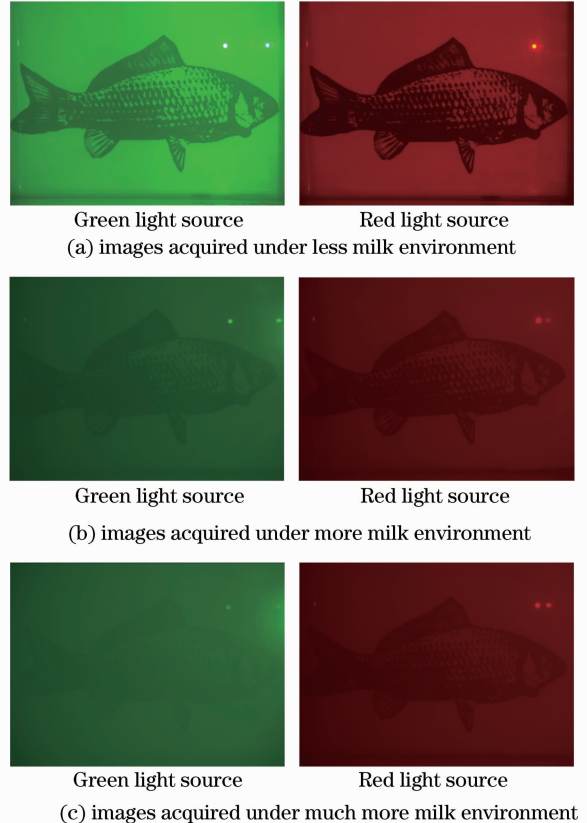 Green light source Red light source
(a) images acquired under less milk environment
Green light source Red light source
(b) images acquired under more milk environment
Green light source Red light source
(c) images acquired under much more milk environment